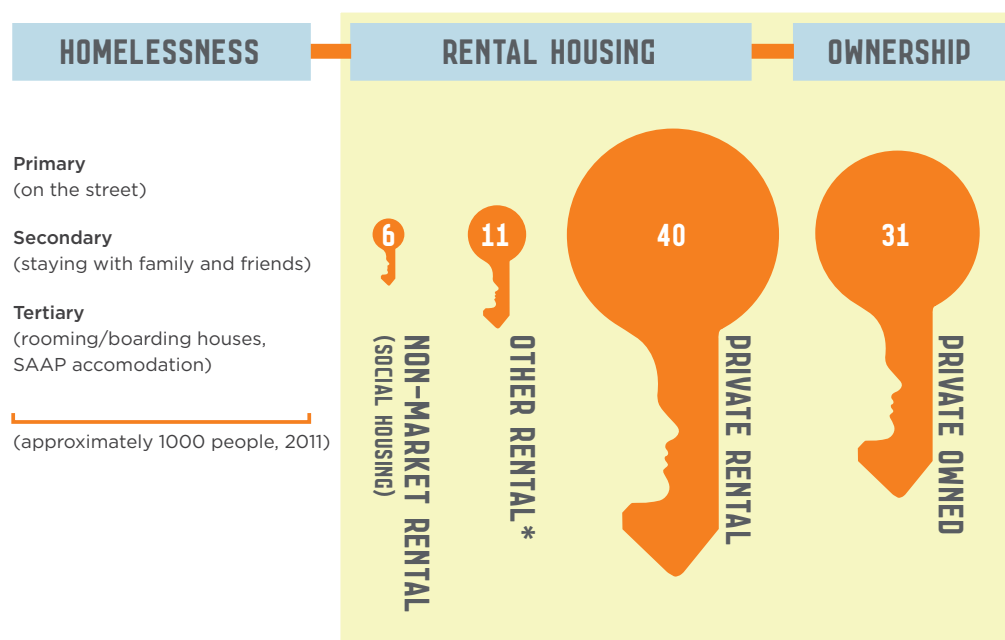 HOMELESSNESS
RENTAL HOUSING
OWNERSHIP
Primary
(on the street)
Secondary
(staying with family and friends)
Tertiary
(rooming/boarding houses,
SAAP accomodation)
(approximately 1000 people, 2011)
6
NON-MARKET RENTAL
(SOCIAL HOUSING)
11
OTHER RENTAL*
40
PRIVATE RENTAL
31
PRIVATE OWNED